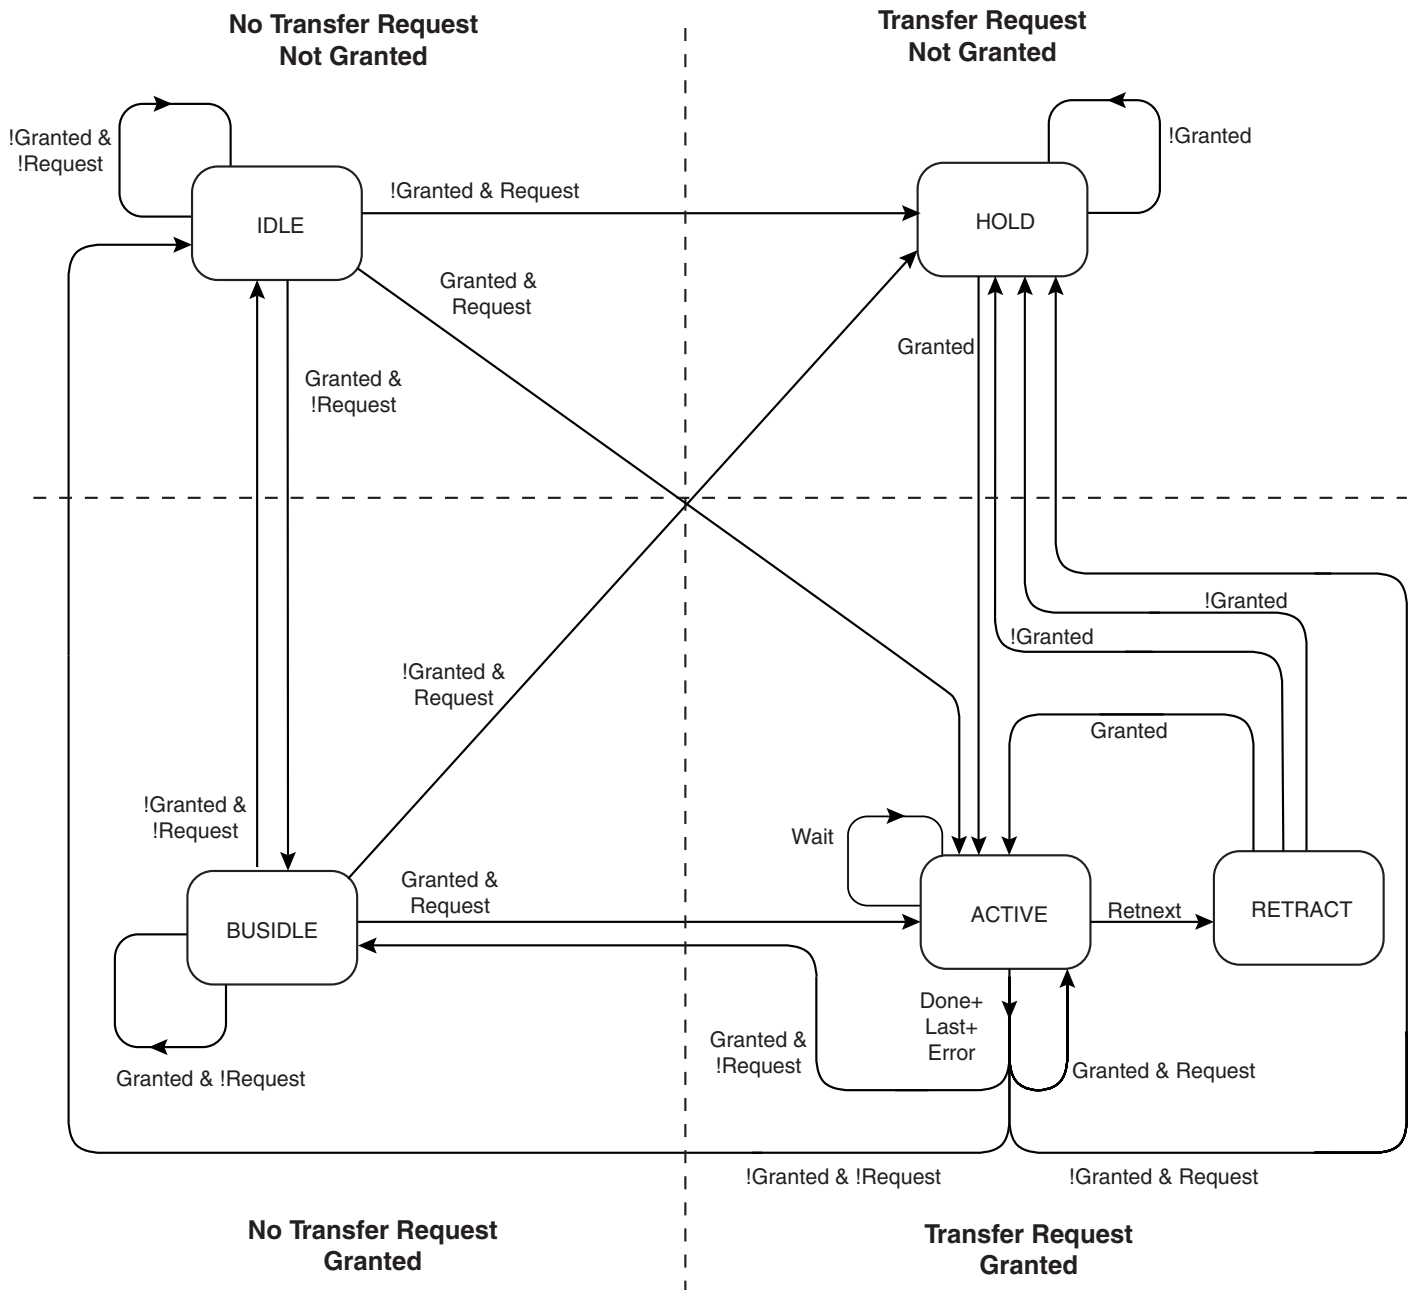 No Transfer Request
Not Granted
Transfer Request
Not Granted
!Granted &
!Request
!Granted
!Granted & Request
IDLE
HOLD
Granted &
Request
Granted
Granted &
!Request
!Granted
!Granted
!Granted &
Request
Granted
!Granted &
!Request
Wait
Granted &
Request
BUSIDLE
ACTIVE
Retnext
RETRACT
Done+
Last+
Error
Granted &
!Request
Granted & Request
Granted & !Request
!Granted & !Request
!Granted & Request
No Transfer Request
Granted
Transfer Request
Granted